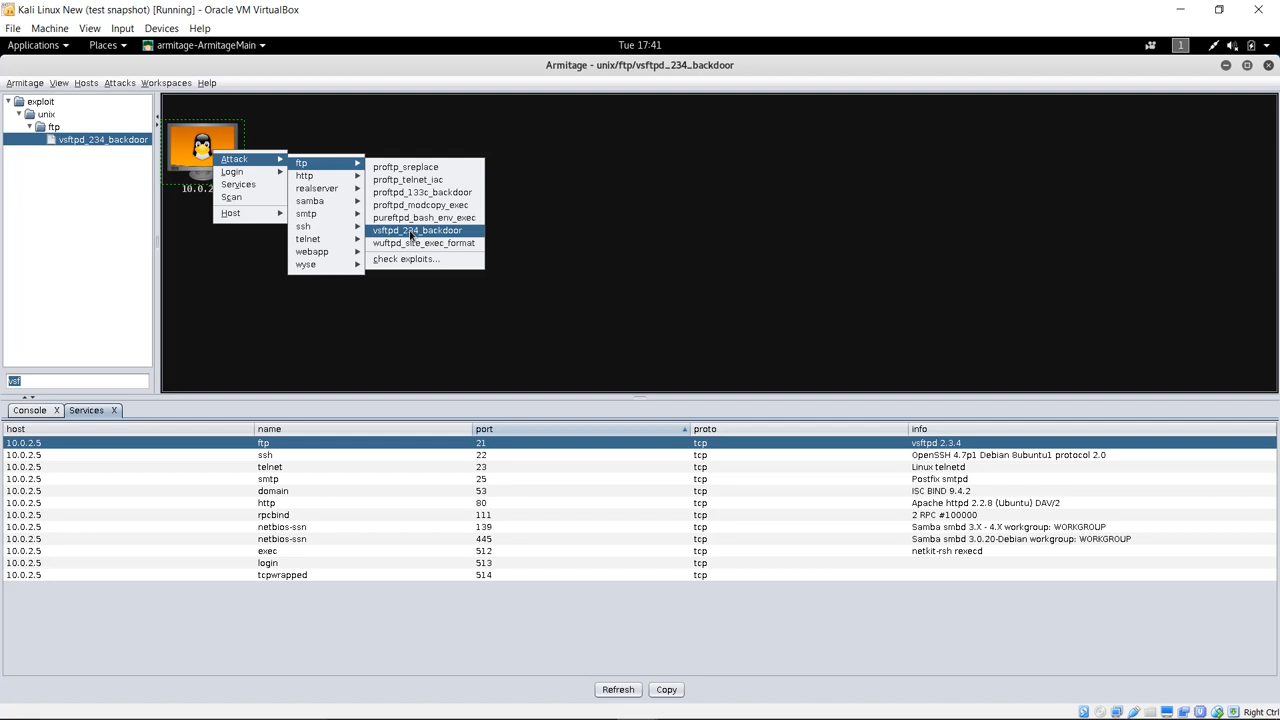 Kali Linux New (test snapshot) [Running] - Oracle VM VirtualBox
File Machine View Input Devices Help
Applications Places armitage-ArmitageMain Tue 17:41 1
Armitage - unix/ftp/vsftpd_234_backdoor
Armitage View Hosts Attacks Workspaces Help
exploit
unix
ftp
vsftpd_234_backdoor
10.0.2
Attack
Login
Services
Scan
Host
ftp
http
realserver
samba
smtp
ssh
telnet
webapp
wyse
proftp_sreplace
proftp_telnet_iac
proftpd_133c_backdoor
proftpd_modcopy_exec
pureftpd_bash_env_exec
vsftpd_234_backdoor
wuftpd_site_exec_format
check exploits...
vsf
Console X Services X
host name port proto info
10.0.2.5 ftp 21 tcp vsftpd 2.3.4
10.0.2.5 ssh 22 tcp OpenSSH 4.7p1 Debian 8ubuntu1 protocol 2.0
10.0.2.5 telnet 23 tcp Linux telnetd
10.0.2.5 smtp 25 tcp Postfix smtpd
10.0.2.5 domain 53 tcp ISC BIND 9.4.2
10.0.2.5 http 80 tcp Apache httpd 2.2.8 (Ubuntu) DAV/2
10.0.2.5 rpcbind 111 tcp 2 RPC #100000
10.0.2.5 netbios-ssn 139 tcp Samba smbd 3.X - 4.X workgroup: WORKGROUP
10.0.2.5 netbios-ssn 445 tcp Samba smbd 3.0.20-Debian workgroup: WORKGROUP
10.0.2.5 exec 512 tcp netkit-rsh rexecd
10.0.2.5 login 513 tcp
10.0.2.5 tcpwrapped 514 tcp
Refresh Copy
Right Ctrl